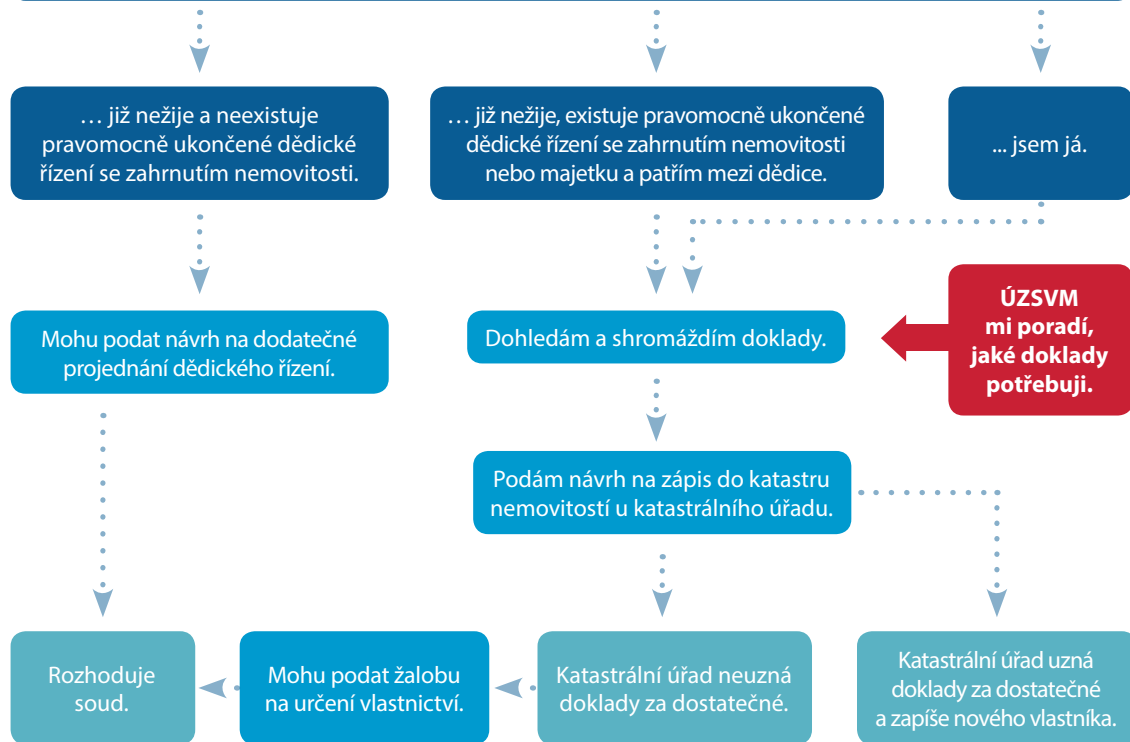 … již nežije a neexistuje
pravomocně ukončené dědické
řízení se zahrnutím nemovitosti.
… již nežije, existuje pravomocně ukončené
dědické řízení se zahrnutím nemovitosti
nebo majetku a patřím mezi dědice.
... jsem já.
Mohu podat návrh na dodatečné
projednání dědického řízení.
Dohledám a shromáždím doklady.
ÚZSVM
mi poradí,
jaké doklady
potřebuji.
Podám návrh na zápis do katastru
nemovitostí u katastrálního úřadu.
Rozhoduje
soud.
Mohu podat žalobu
na určení vlastnictví.
Katastrální úřad neuzná
doklady za dostatečné.
Katastrální úřad uzná
doklady za dostatečné
a zapíše nového vlastníka.